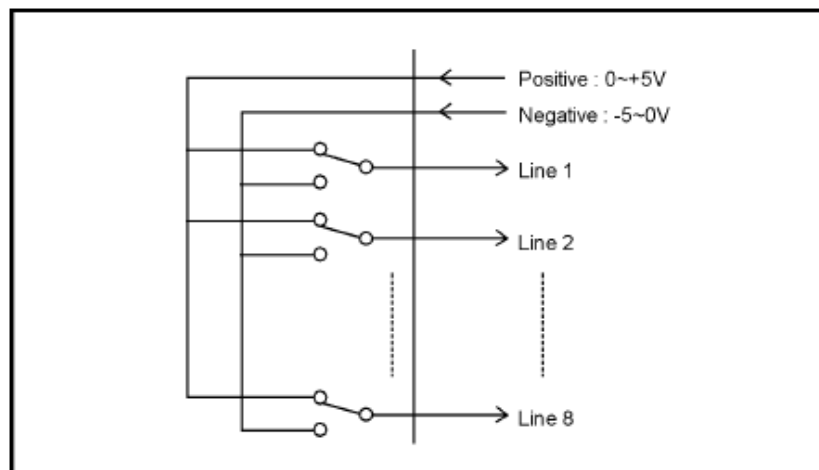 Positive : 0~+5V
Negative : -5~0V
Line 1
Line 2
Line 8